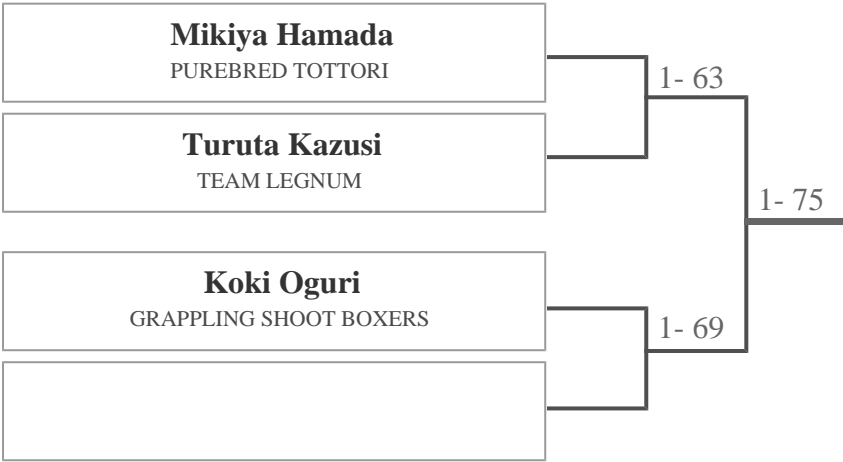 Mikiya Hamada
PUREBRED TOTTORI
1- 63
Turuta Kazusi
TEAM LEGNUM
1- 75
Koki Oguri
GRAPPLING SHOOT BOXERS
1- 69